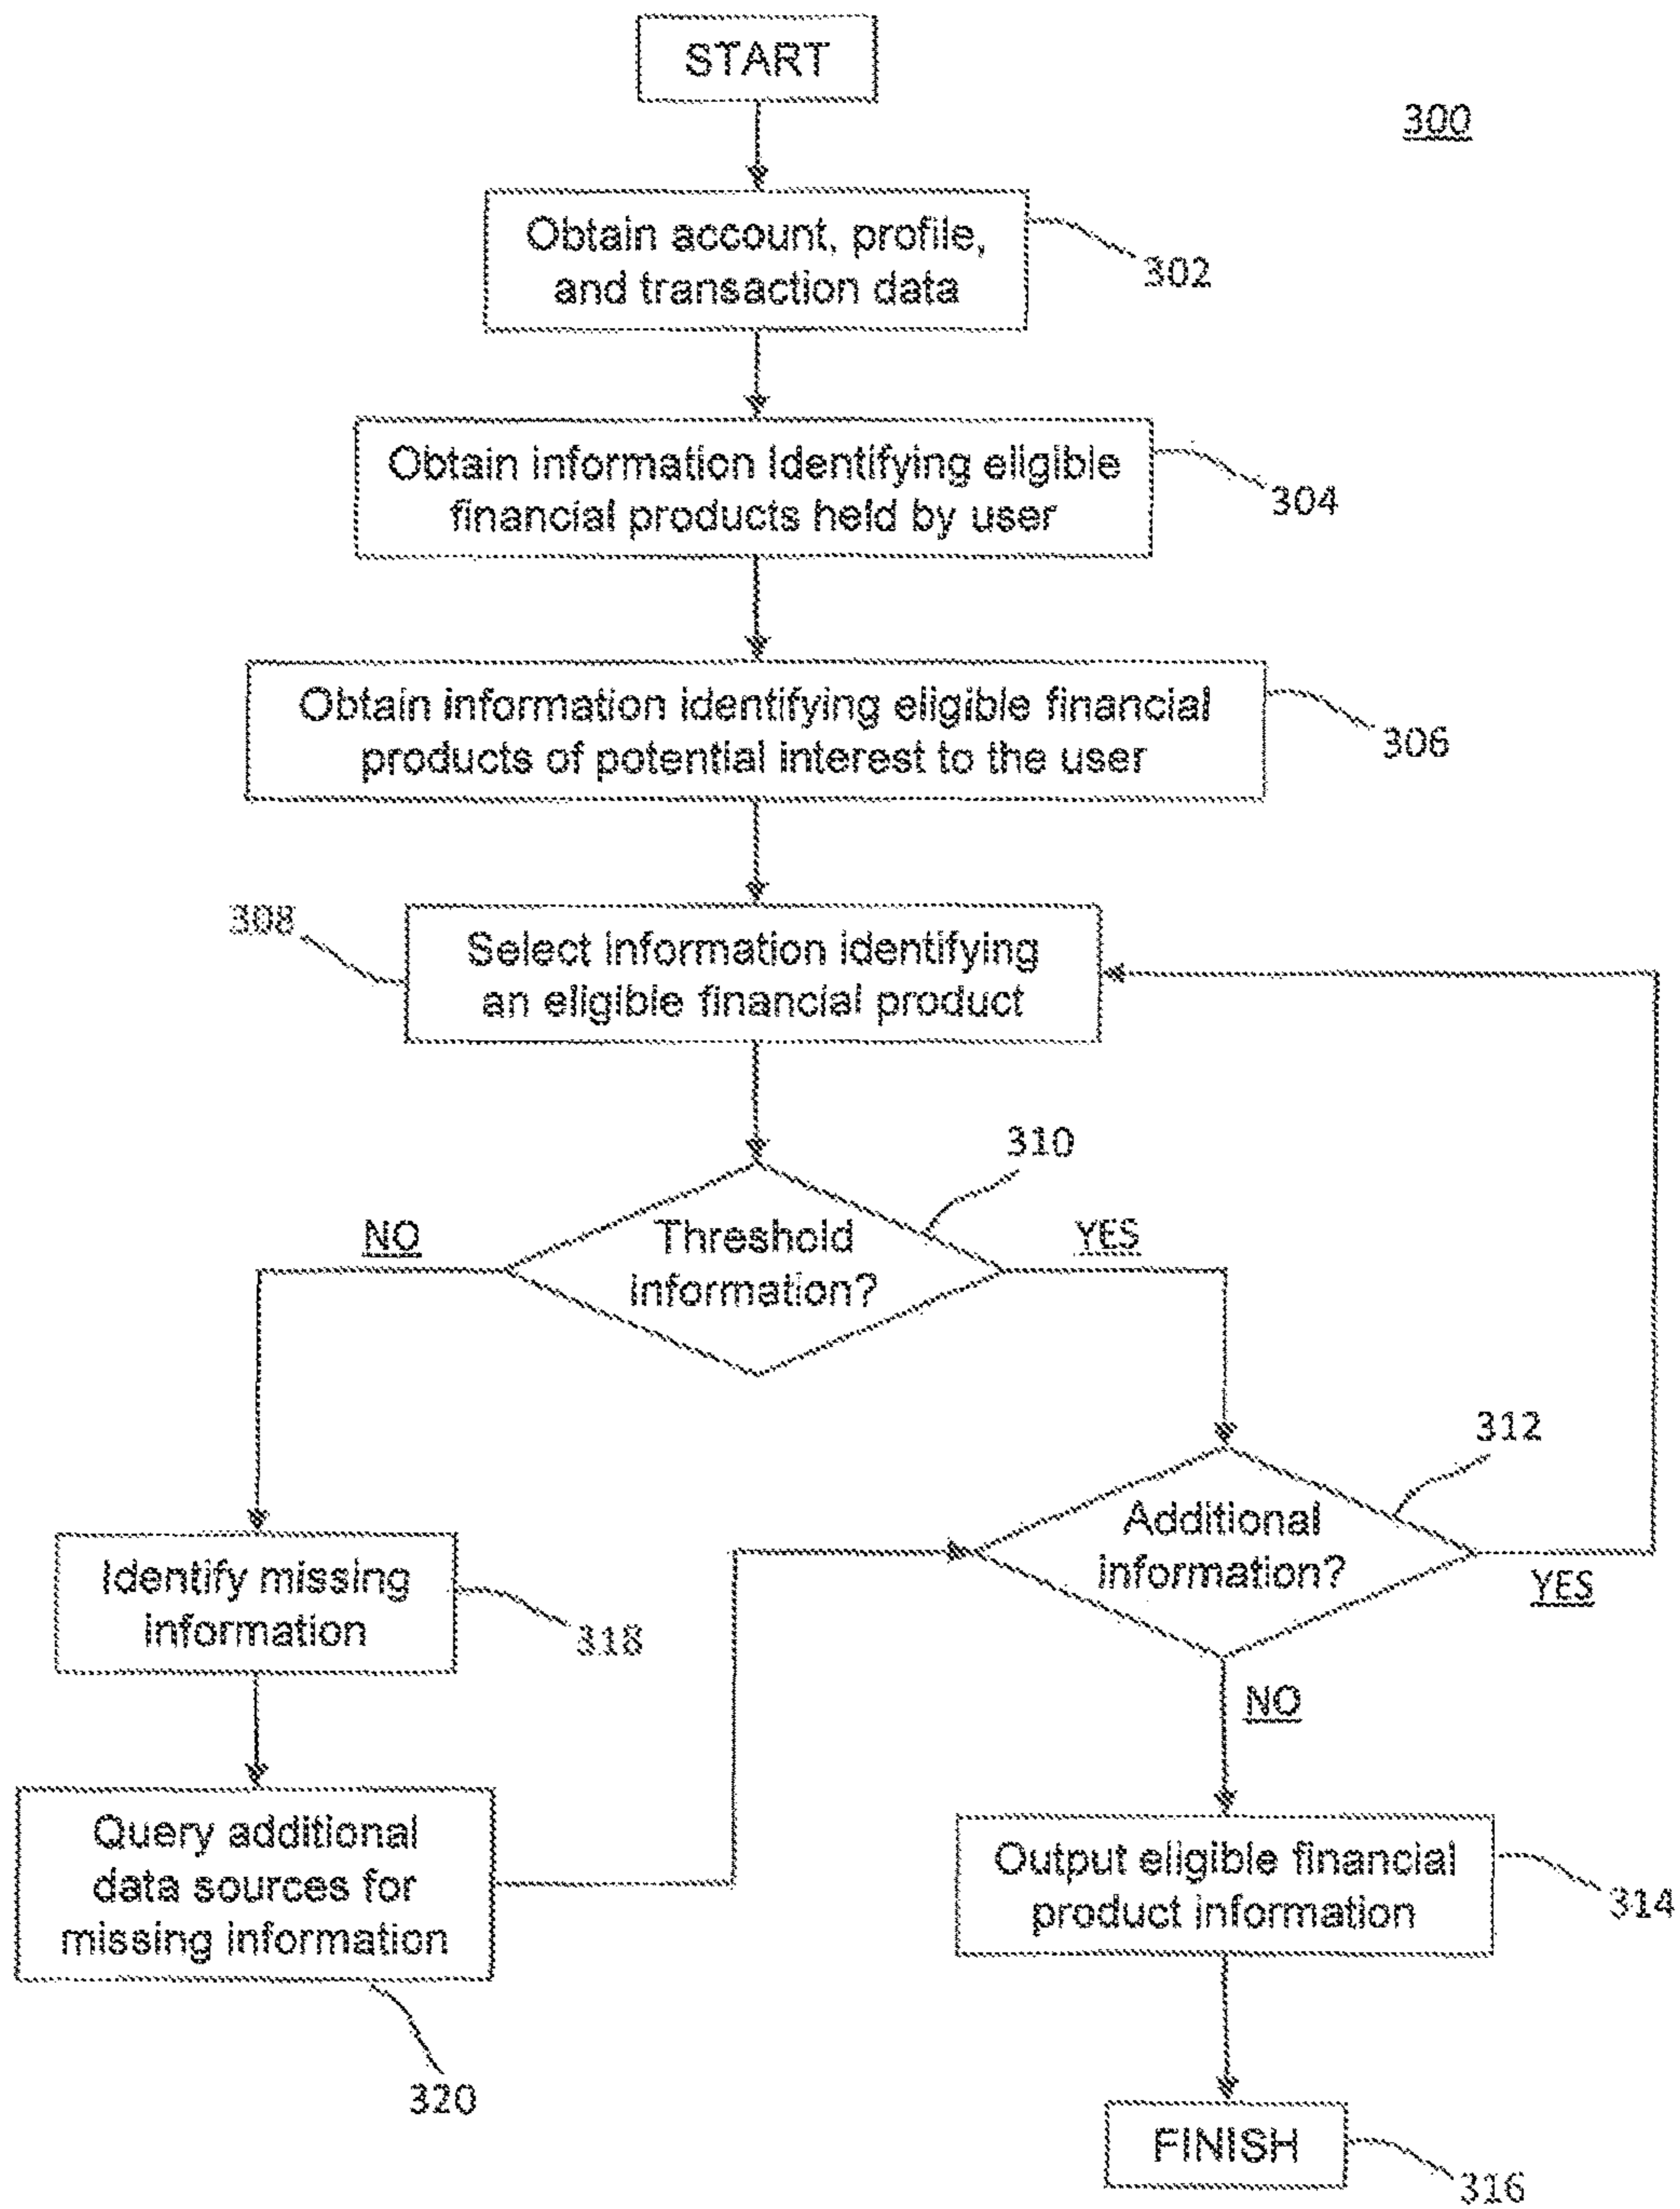 START
300
Obtain account, profile,
and transaction data
302
Obtain information Identifying eligible
financial products held by user
304
Obtain information identifying eligible financial
products of potential interest to the user
306
308
Select information identifying
an eligible financial product
310
NO
Threshold
information?
YES
312
Additional
information?
YES
Identify missing
information
318
NO
Query additional
data sources for
missing information
Output eligible financial
product information
314
320
FINISH
316